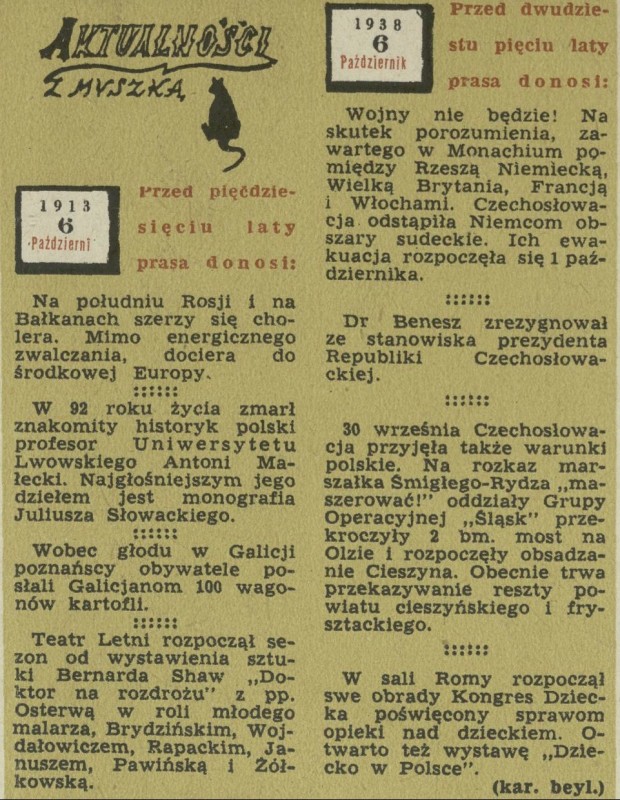 AKTUALNOŚCI
Z MYSZKĄ
1913
6
Październi
Przed pięćdzie-
sięciu laty
prasa donosi:
Na południu Rosji i na
Bałkanach szerzy się cho-
lera. Mimo energicznego
zwalczania, dociera do
środkowej Europy.
::::::
W 92 roku życia zmarł
znakomity historyk polski
profesor Uniwersytetu
Lwowskiego Antoni Ma-
łecki. Najgłośniejszym jego
dziełem jest monografia
Juliusza Słowackiego.
::::::
Wobec głodu w Galicji
poznańscy obywatele po-
słali Galicjanom 100 wago-
nów kartofli.
::::::
Teatr Letni rozpoczął se-
zon od wystawienia sztu-
ki Bernarda Shaw „Do-
ktor na rozdrożu" z pp.
Osterwą w roli młodego
malarza, Brydzińskim, Woj-
dałowiczem, Rapackim, Ja-
nuszem, Pawińską i Żół-
kowską.
1938
6
Październik
Przed dwudzie-
stu pięciu laty
prasa donosi:
Wojny nie będzie! Na
skutek porozumienia, za-
wartego w Monachium po-
między Rzeszą Niemiecką,
Wielką Brytania, Francją
i Włochami. Czechosłowa-
cja odstąpiła Niemcom ob-
szary sudeckie. Ich ewa-
kuacja rozpoczęła się 1 paź-
dziernika.
::::::
Dr Benesz zrezygnował
ze stanowiska prezydenta
Republiki Czechosłowa-
ckiej.
::::::
30 września Czechosłowa-
cja przyjęła także warunki
polskie. Na rozkaz mar-
szałka Śmigłego-Rydza „ma-
szerować!" oddziały Grupy
Operacyjnej „Śląsk" prze-
kroczyły 2 bm. most na
Olzie i rozpoczęły obsadza-
nie Cieszyna. Obecnie trwa
przekazywanie reszty po-
wiatu cieszyńskiego i fry-
sztackiego.
::::::
W sali Romy rozpoczął
swe obrady Kongres Dziec-
ka poświęcony sprawom
opieki nad dzieckiem. O-
twarto też wystawę „Dzie-
cko w Polsce".
(kar. beyl.)